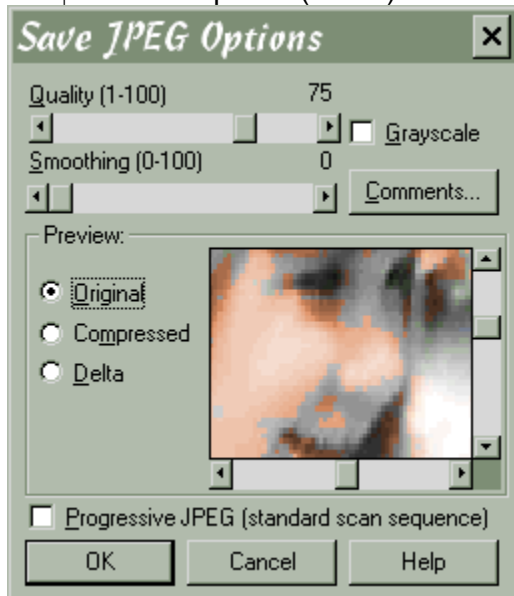 Save JPEG Options
Quality (1-100) 75
Grayscale
Smoothing (0-100) 0
Comments...
Preview:
Original
Compressed
Delta
Progressive JPEG (standard scan sequence)
OK Cancel Help